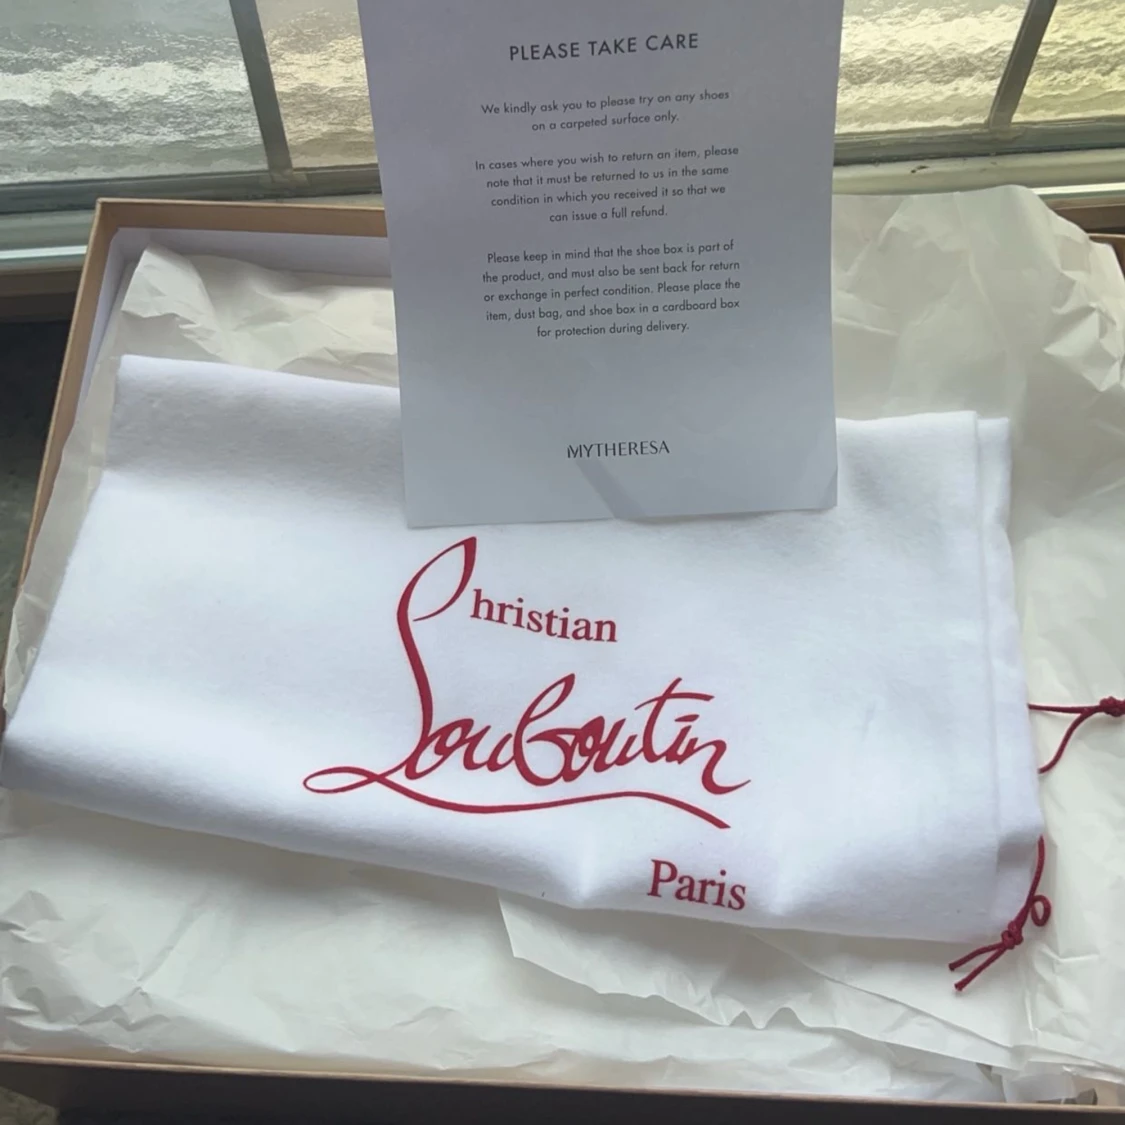 PLEASE TAKE CARE
We kindly ask you to please try on any shoes
on a carpeted surface only.
In cases where you wish to return an item, please
note that it must be returned to us in the same
condition in which you received it so that we
can issue a full refund.
Please keep in mind that the shoe box is part of
the product, and must also be sent back for return
or exchange in perfect condition. Please place the
item, dust bag, and shoe box in a cardboard box
for protection during delivery.
MYTHERESA
Christian
Louboutin
Paris